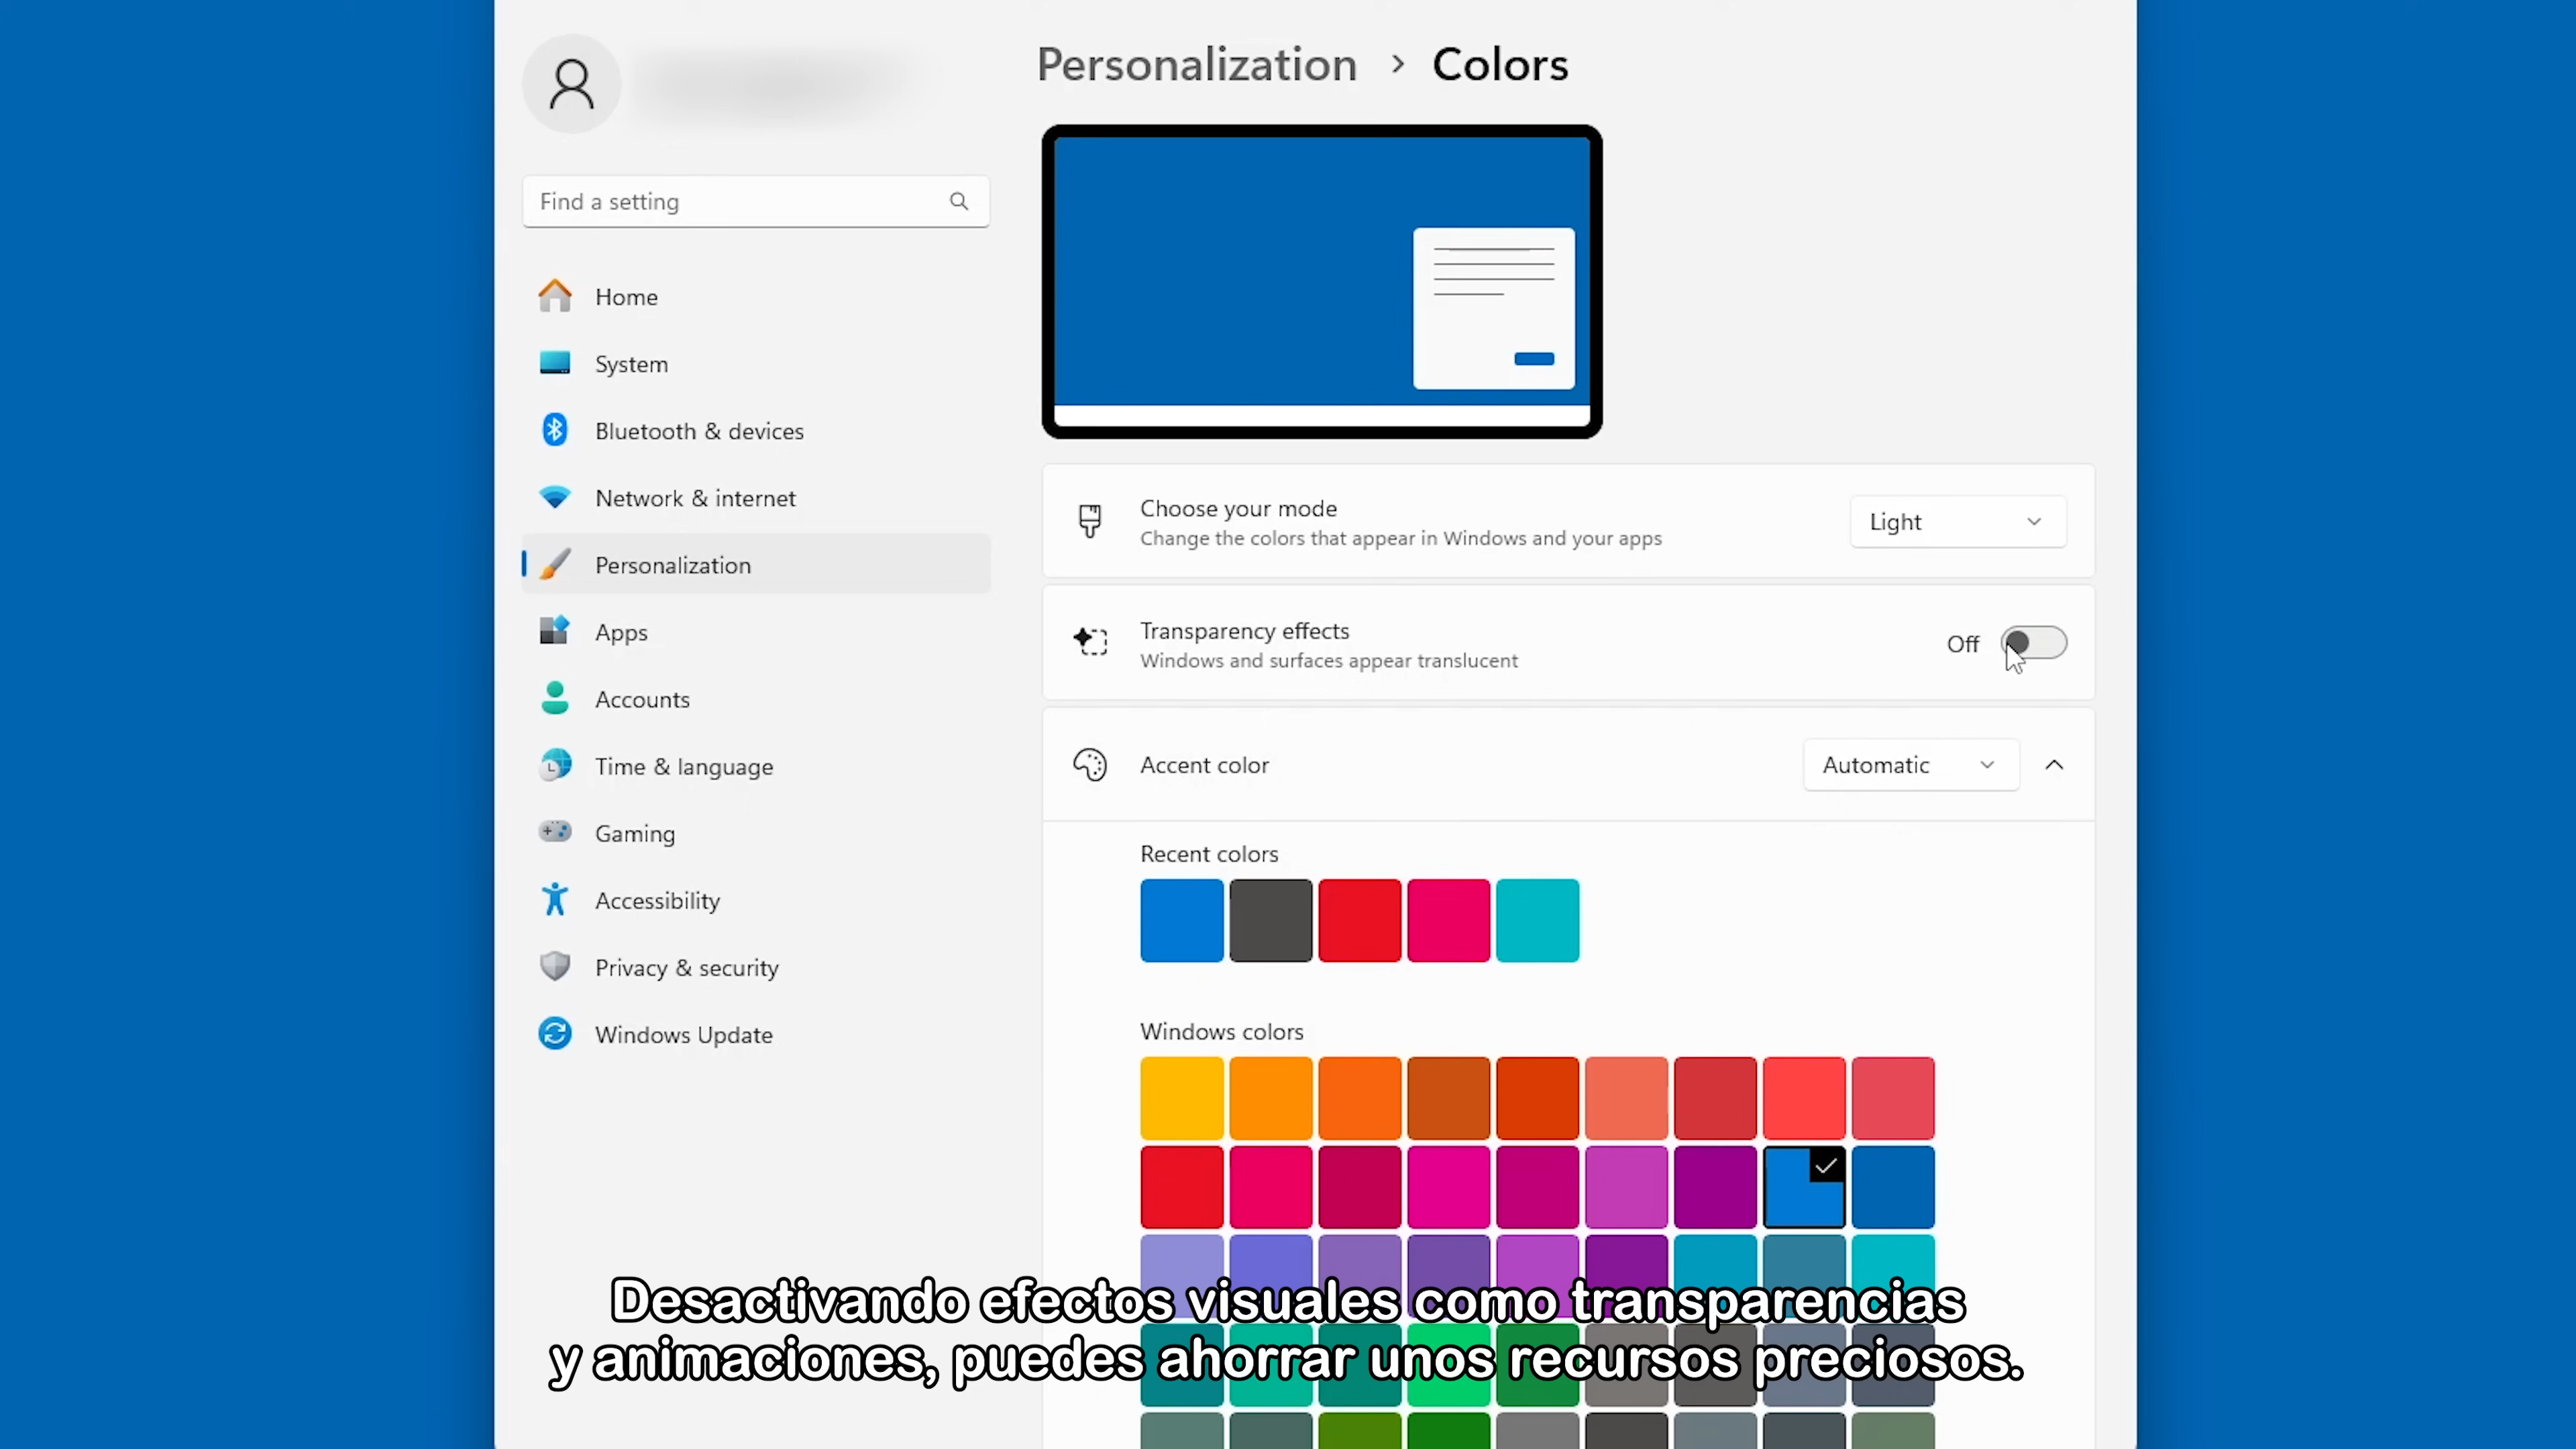 Personalization > Colors
Find a setting
Home
System
Bluetooth & devices
Network & internet
Personalization
Apps
Accounts
Time & language
Gaming
Accessibility
Privacy & security
Windows Update
Choose your mode
Change the colors that appear in Windows and your apps
Light
Transparency effects
Windows and surfaces appear translucent
Off
Accent color
Automatic
Recent colors
Windows colors
Desactivando efectos visuales como transparencias
y animaciones, puedes ahorrar unos recursos preciosos.